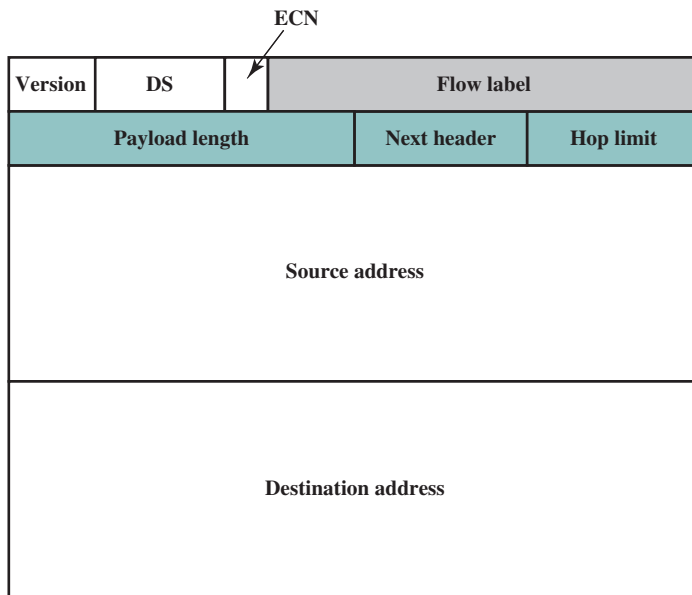 ECN
Version DS Flow label
Payload length Next header Hop limit
Source address
Destination address